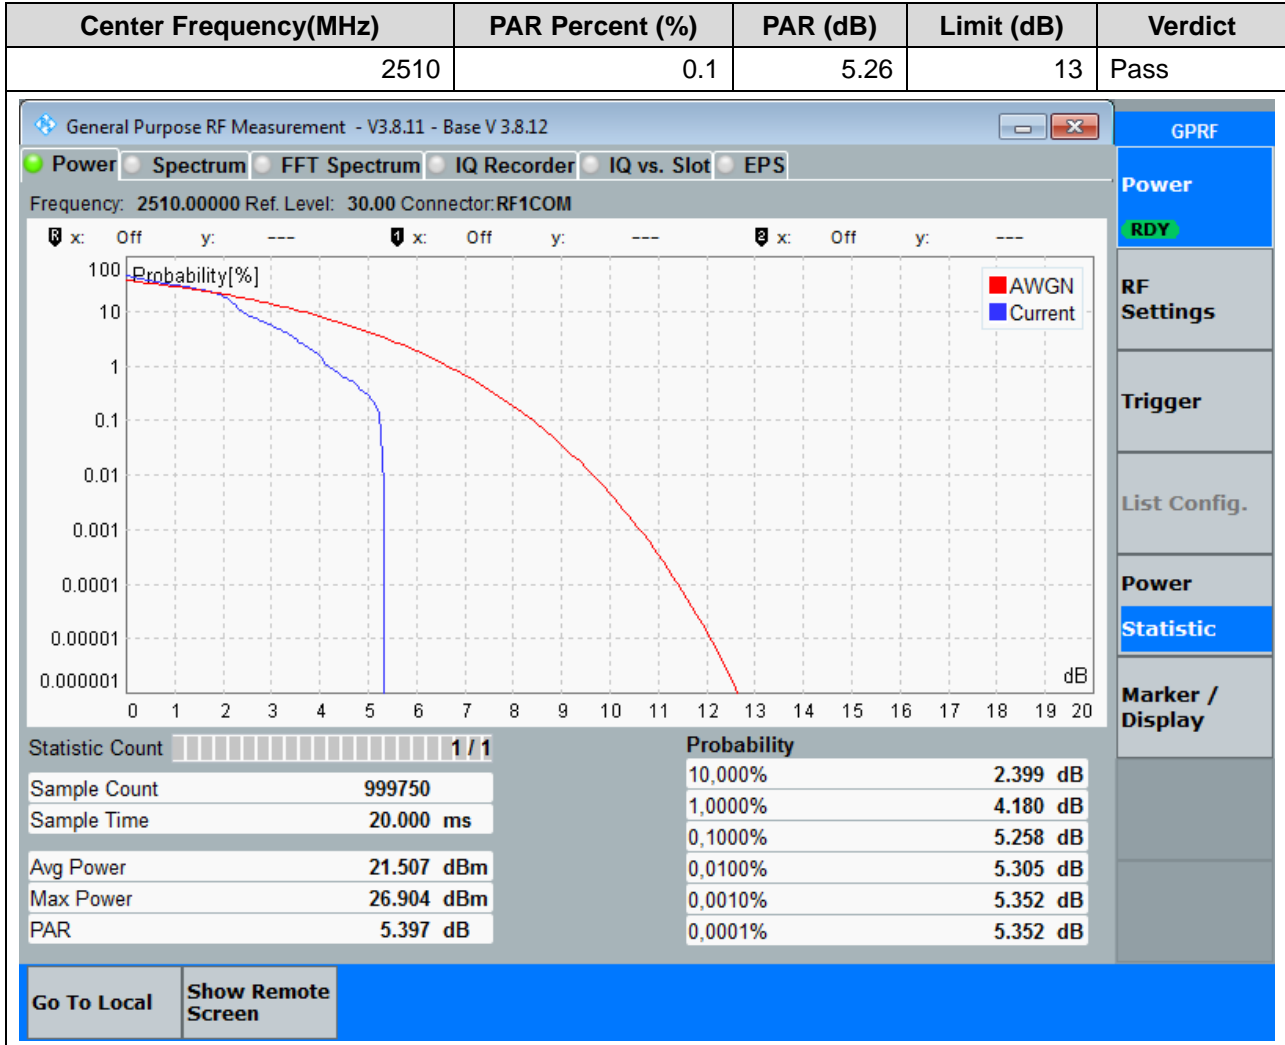 Center Frequency(MHz) PAR Percent (%) PAR (dB) Limit (dB) Verdict
2510 0.1 5.26 13 Pass
General Purpose RF Measurement - V3.8.11 - Base V 3.8.12
GPRF
Power Spectrum FFT Spectrum IQ Recorder IQ vs. Slot EPS
Power
RDY
Frequency: 2510.00000 Ref. Level: 30.00 Connector:RF1COM
R x: Off y: --- 1 x: Off y: --- 2 x: Off y: ---
Probability[%]
AWGN
Current
100
10
1
0.1
0.01
0.001
0.0001
0.00001
0.000001
dB
0 1 2 3 4 5 6 7 8 9 10 11 12 13 14 15 16 17 18 19 20
RF
Settings
Trigger
List Config.
Power
Statistic
Marker /
Display
Statistic Count 1 / 1
Sample Count 999750
Sample Time 20.000 ms
Avg Power 21.507 dBm
Max Power 26.904 dBm
PAR 5.397 dB
Probability
10,000% 2.399 dB
1,0000% 4.180 dB
0,1000% 5.258 dB
0,0100% 5.305 dB
0,0010% 5.352 dB
0,0001% 5.352 dB
Go To Local
Show Remote
Screen